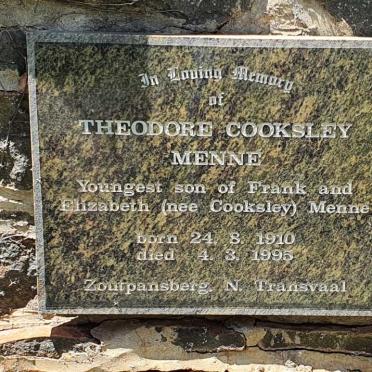 In Loving Memory
of
THEODORE COOKSLEY
MENNE
Youngest son of Frank and
Elizabeth (nee Cooksley) Menne
born 24. 8. 1910
died 4. 3. 1995
Zoutpansberg, N. Transvaal